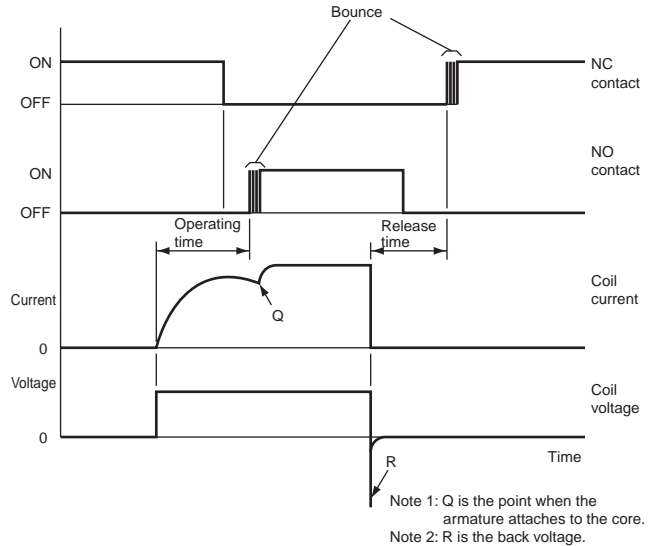 Bounce
ON
OFF
NC
contact
ON
OFF
NO
contact
Operating
time
Release
time
Current
0
Q
Coil
current
Voltage
0
R
Coil
voltage
Time
Note 1: Q is the point when the
armature attaches to the core.
Note 2: R is the back voltage.